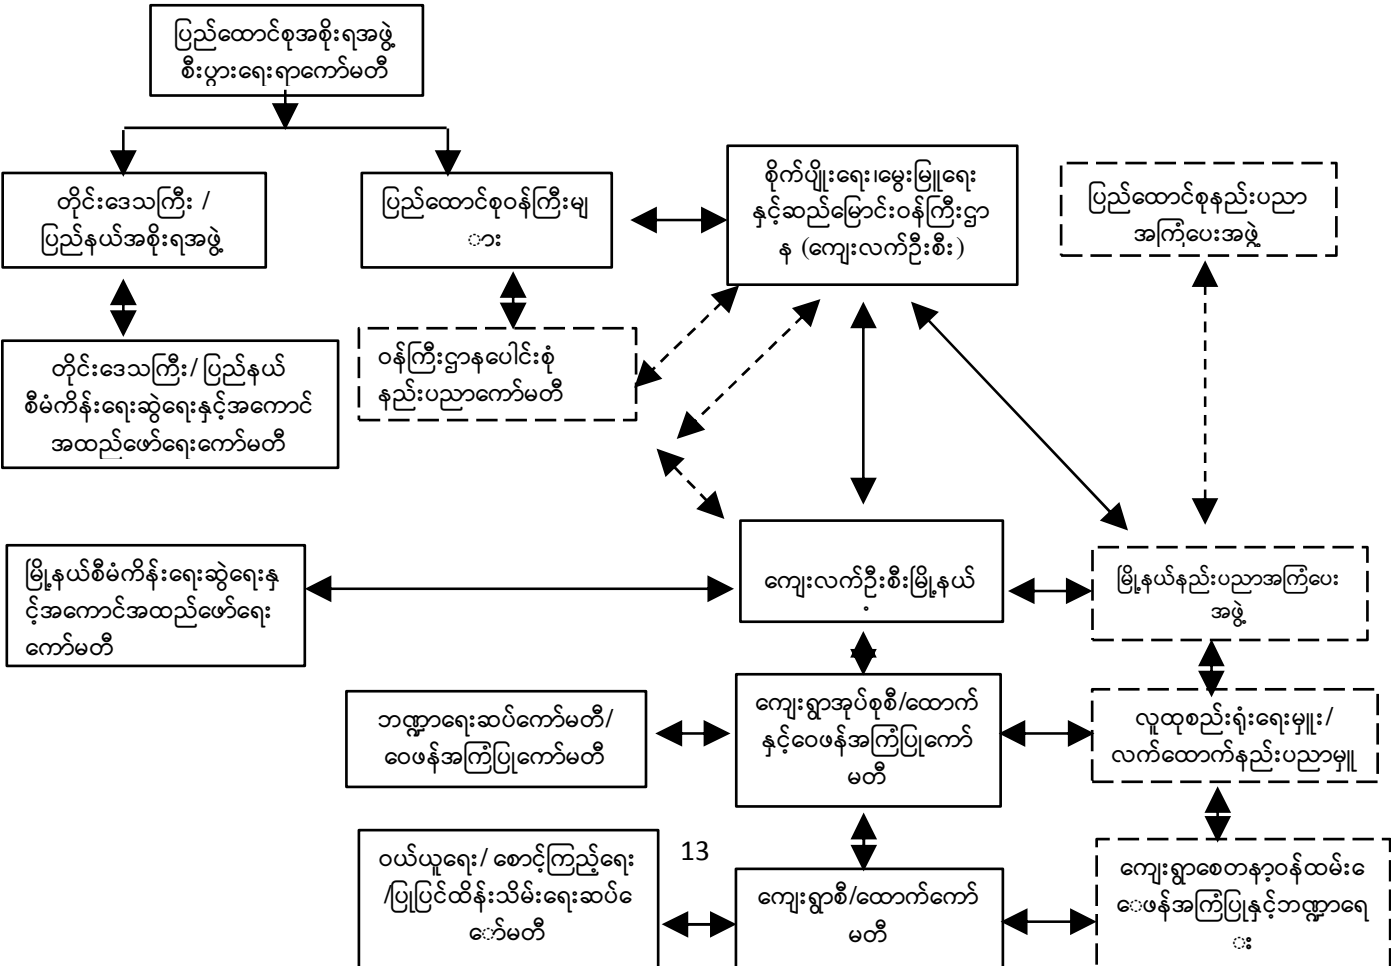 ပြည်ထောင်စုအစိုးရအဖွဲ့
စီးပွားရေးရာကော်မတီ
တိုင်းဒေသကြီး /
ပြည်နယ်အစိုးရအဖွဲ့
ပြည်ထောင်စုဝန်ကြီးမျ
ား
စိုက်ပျိုးရေး၊မွေးမြူရေး
နှင့်ဆည်မြောင်းဝန်ကြီးဌာ
န (ကျေးလက်ဦးစီး)
ပြည်ထောင်စုနည်းပညာ
အကြံပေးအဖွဲ့
တိုင်းဒေသကြီး/ ပြည်နယ်
စီမံကိန်းရေးဆွဲရေးနှင့်အကောင်
အထည်ဖော်ရေးကော်မတီ
ဝန်ကြီးဌာနပေါင်းစုံ
နည်းပညာကော်မတီ
မြို့နယ်စီမံကိန်းရေးဆွဲရေးနှ
င့်အကောင်အထည်ဖော်ရေး
ကော်မတီ
ကျေးလက်ဦးစီးမြို့နယ်
မြို့နယ်နည်းပညာအကြံပေး
အဖွဲ့
ဘဏ္ဍာရေးဆပ်ကော်မတီ/
ဝေဖန်အကြံပြုကော်မတီ
ကျေးရွာအုပ်စုစီ/ထောက်
နှင့်ဝေဖန်အကြံပြုကော်
မတီ
လူထုစည်းရုံးရေးမှူး/
လက်ထောက်နည်းပညာမှူ
ဝယ်ယူရေး/ စောင့်ကြည့်ရေး
/ပြုပြင်ထိန်းသိမ်းရေးဆပ်ေ
ော်မတီ
13
ကျေးရွာစီ/ထောက်ကော်
မတီ
ကျေးရွာစေတနာ့ဝန်ထမ်းေ
ေဖန်အကြံပြုနှင့်ဘဏ္ဍာရေ
း